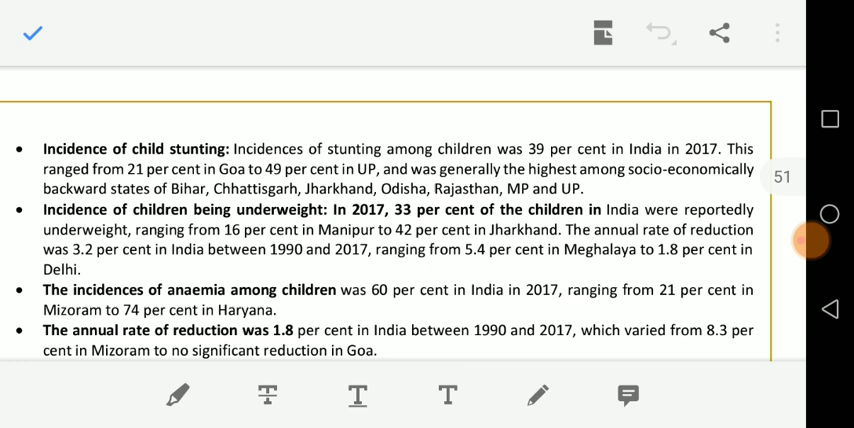 • Incidence of child stunting: Incidences of stunting among children was 39 per cent in India in 2017. This
ranged from 21 per cent in Goa to 49 per cent in UP, and was generally the highest among socio-economically
backward states of Bihar, Chhattisgarh, Jharkhand, Odisha, Rajasthan, MP and UP.
51
• Incidence of children being underweight: In 2017, 33 per cent of the children in India were reportedly
underweight, ranging from 16 per cent in Manipur to 42 per cent in Jharkhand. The annual rate of reduction
was 3.2 per cent in India between 1990 and 2017, ranging from 5.4 per cent in Meghalaya to 1.8 per cent in
Delhi.
• The incidences of anaemia among children was 60 per cent in India in 2017, ranging from 21 per cent in
Mizoram to 74 per cent in Haryana.
• The annual rate of reduction was 1.8 per cent in India between 1990 and 2017, which varied from 8.3 per
cent in Mizoram to no significant reduction in Goa.